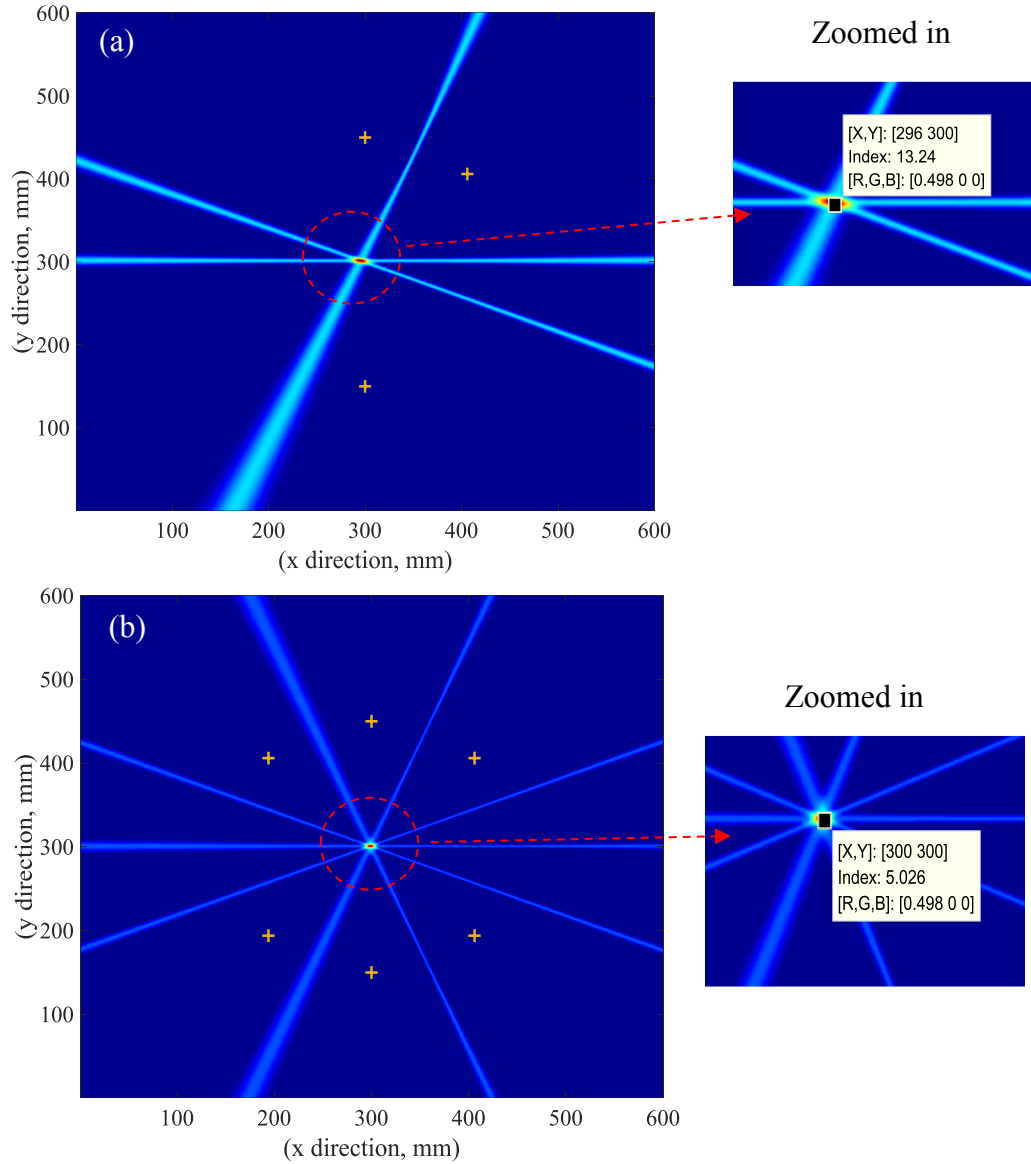 (a)
600
500
400
300
200
100
100 200 300 400 500 600
(x direction, mm)
(y direction, mm)
Zoomed in
[X,Y]: [296 300]
Index: 13.24
[R,G,B]: [0.498 0 0]
(b)
600
500
400
300
200
100
100 200 300 400 500 600
(x direction, mm)
(y direction, mm)
Zoomed in
[X,Y]: [300 300]
Index: 5.026
[R,G,B]: [0.498 0 0]